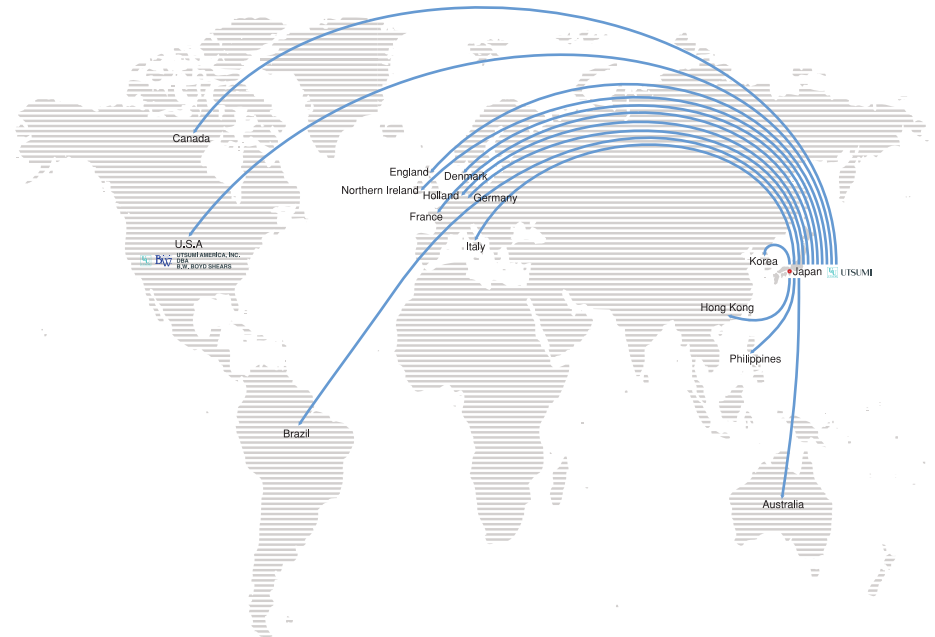 Canada
England
Denmark
Northern Ireland
Holland
Germany
France
U.S.A
Italy
BW
UTSUMI AMERICA, INC.
DBA
B.W. BOYD SHEARS
Korea
Japan
UTSUMI
Hong Kong
Philippines
Brazil
Australia